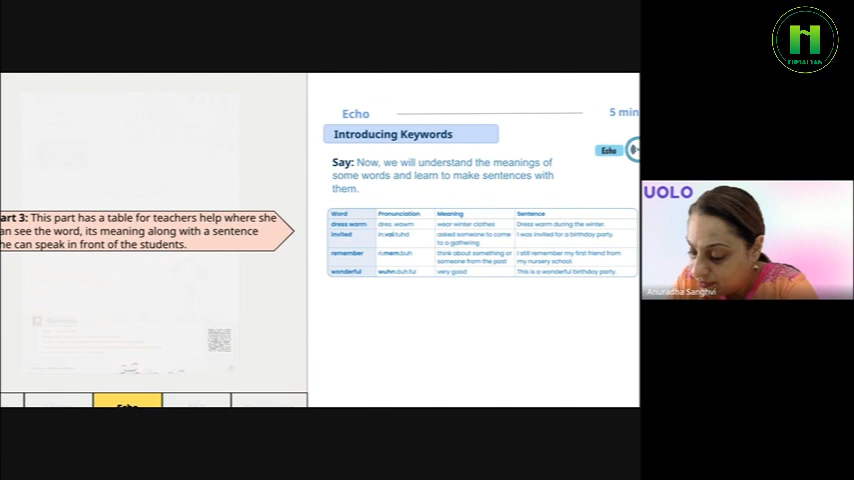 Echo
5 min
Introducing Keywords
Echo
Say: Now, we will understand the meanings of
some words and learn to make sentences with
them.
Word Pronunciation Meaning Sentence
dress warm dres. wawm wear winter clothes Dress warm during the winter.
invited in.vai.tuhd asked someone to come I was invited for a birthday party.
to a gathering
remember ri.mem.buh think about something or I still remember my first friend from
someone from the past my nursery school.
wonderful wuhn.duh.ful very good This is a wonderful birthday party.
art 3: This part has a table for teachers help where she
an see the word, its meaning along with a sentence
he can speak in front of the students.
Echo
UOLO
Anuradha Sanghvi